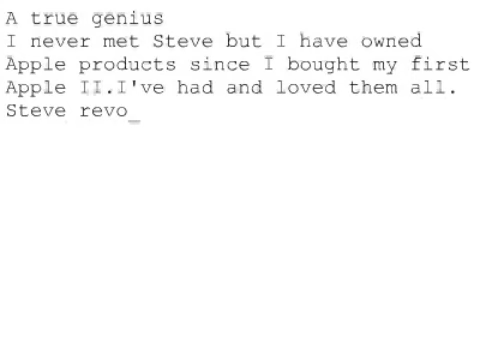 A true genius
I never met Steve but I have owned
Apple products since I bought my first
Apple II.I've had and loved them all.
Steve revo_